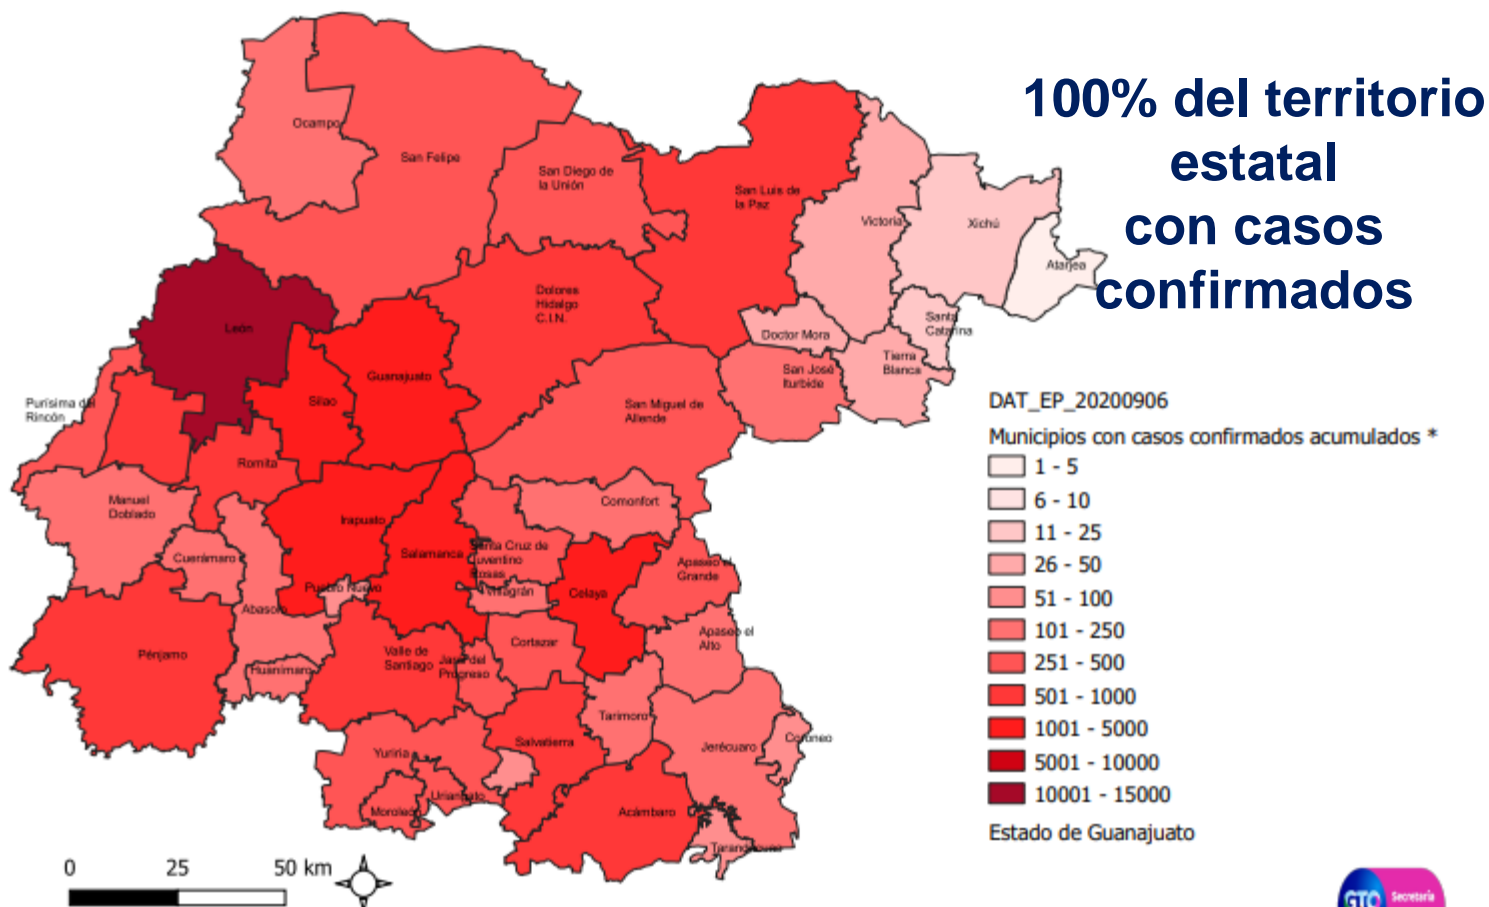 100% del territorio
estatal
con casos
confirmados
Ocampo
San Felipe
San Diego de
la Unión
San Luis de
la Paz
Victoria
Xichú
Atarjea
León
Dolores
Hidalgo
C.I.N.
Doctor Mora
Santa
Catarina
Tierra
Blanca
San José
Iturbide
Guanajuato
Silao
Purísima del
Rincón
San Miguel de
Allende
Romita
Manuel
Doblado
Irapuato
Comonfort
Salamanca
Santa Cruz de
Juventino
Rosas
Cuerámaro
Apaseo el
Grande
Pueblo Nuevo
Villagrán
Celaya
Abasolo
Apaseo el
Alto
Cortazar
Pénjamo
Valle de
Santiago
Jaral del
Progreso
Huanímaro
Tarimoro
Salvatierra
Jerécuaro
Coroneo
Yuriria
Uriangato
Moroleón
Acámbaro
Tarandacuao
DAT_EP_20200906
Municipios con casos confirmados acumulados *
1 - 5
6 - 10
11 - 25
26 - 50
51 - 100
101 - 250
251 - 500
501 - 1000
1001 - 5000
5001 - 10000
10001 - 15000
Estado de Guanajuato
0 25 50 km
GTO Secretaría